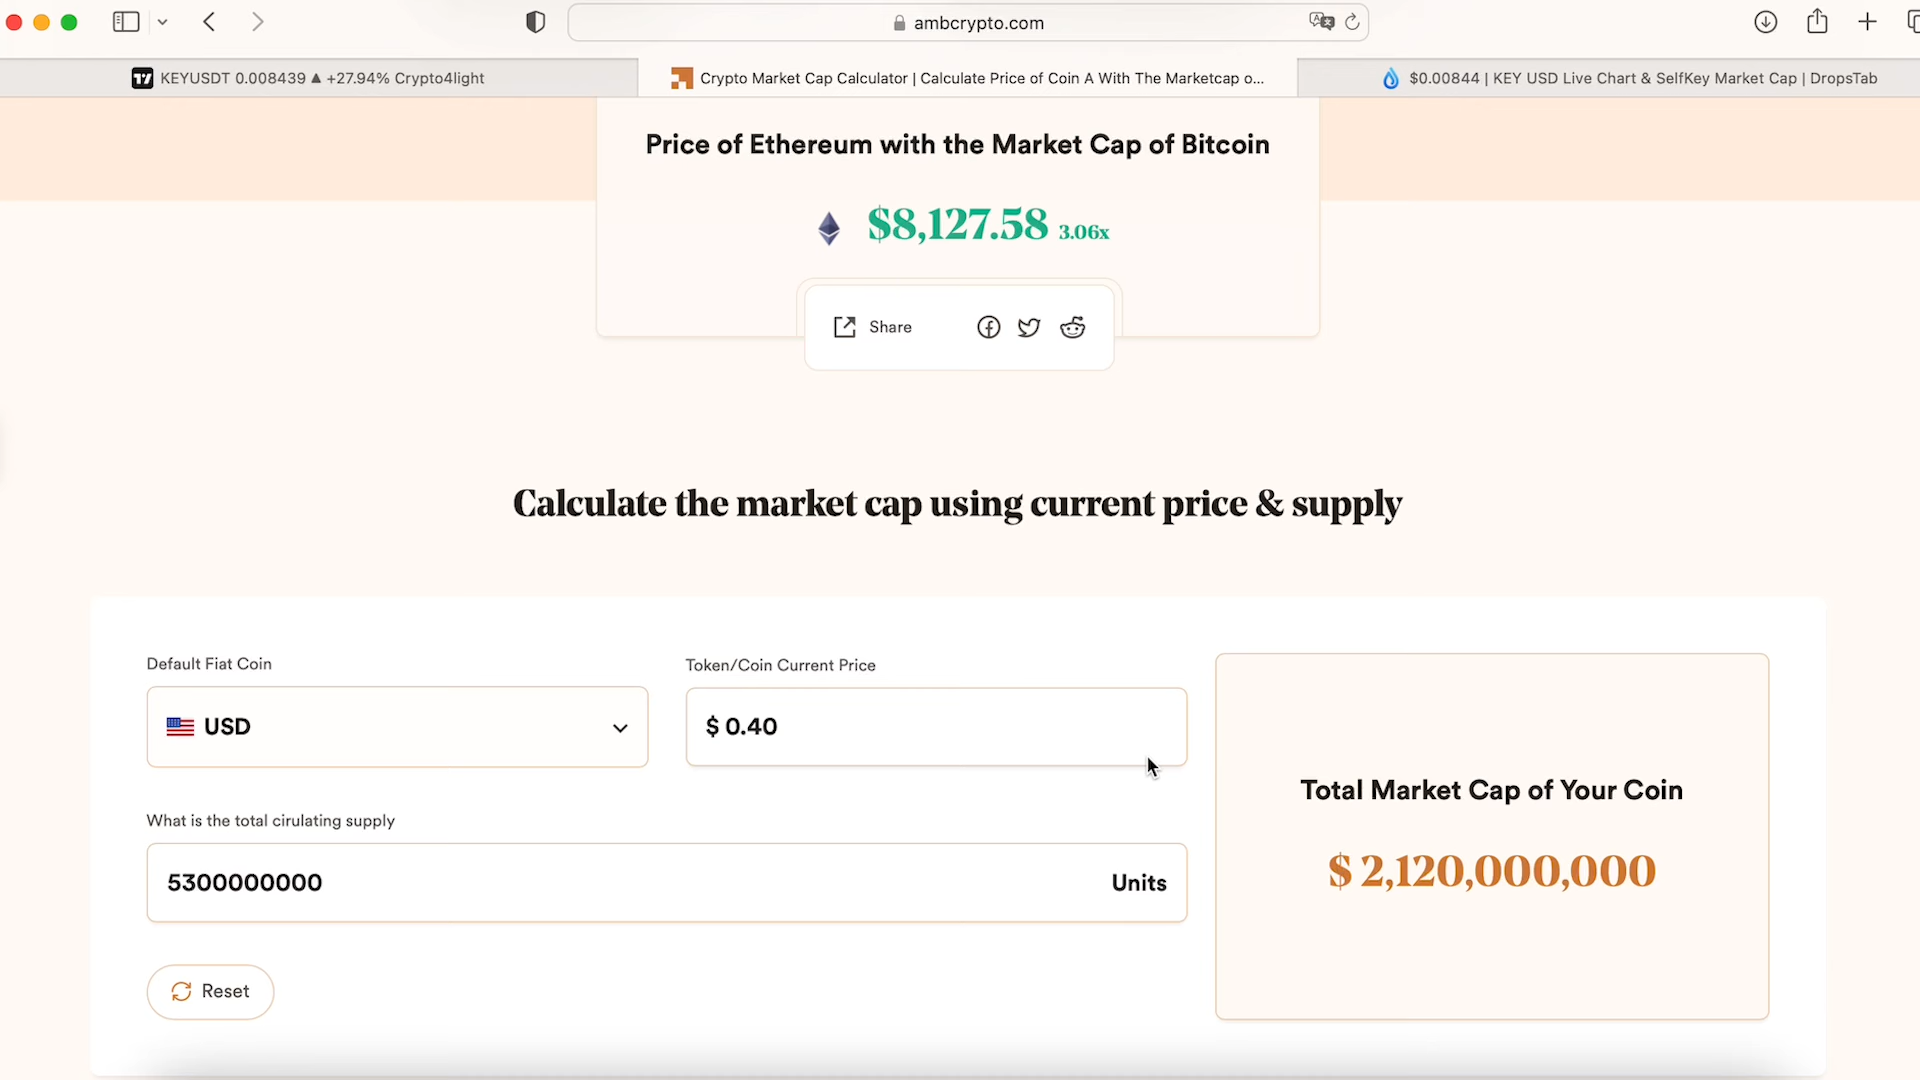 ambcrypto.com
KEYUSDT 0.008439 ▲ +27.94% Crypto4light
Crypto Market Cap Calculator | Calculate Price of Coin A With The Marketcap o...
$0.00844 | KEY USD Live Chart & SelfKey Market Cap | DropsTab
Price of Ethereum with the Market Cap of Bitcoin
$8,127.58 3.06x
Share
Calculate the market cap using current price & supply
Default Fiat Coin
Token/Coin Current Price
USD
$ 0.40
Total Market Cap of Your Coin
What is the total cirulating supply
$ 2,120,000,000
5300000000
Units
Reset